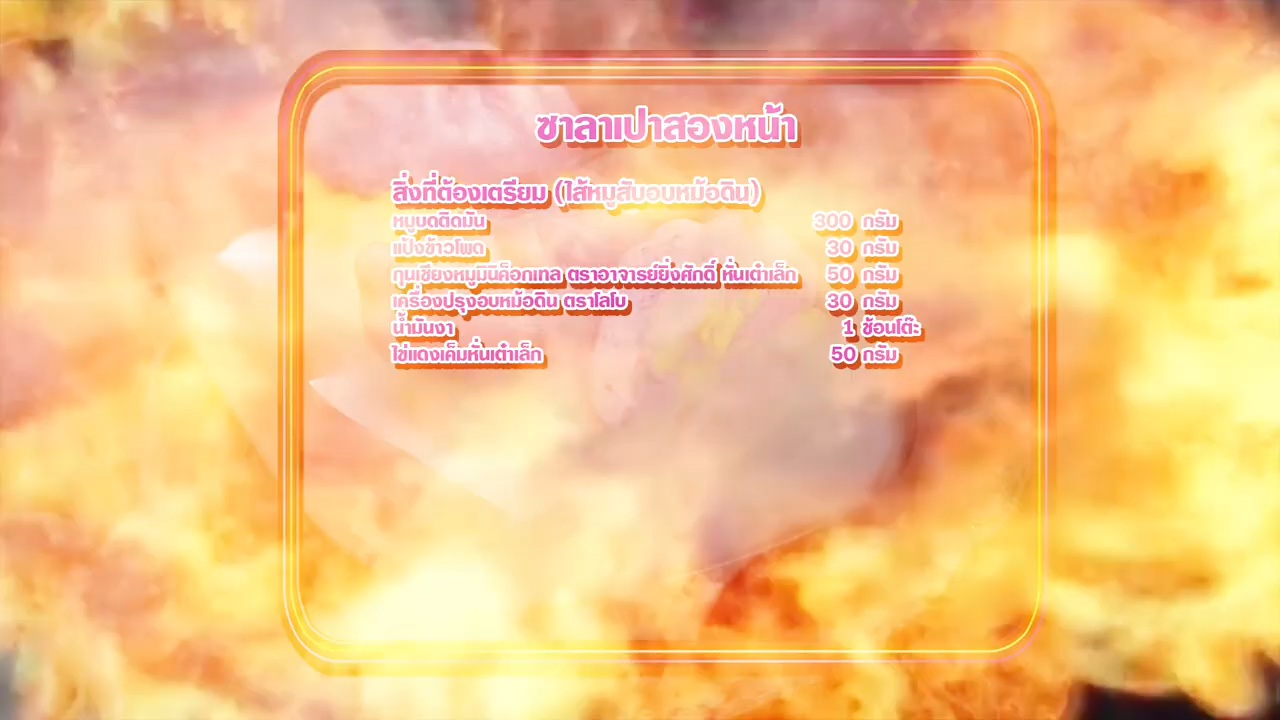 ซาลาเปาสองหน้า
สิ่งที่ต้องเตรียม (ไส้หมูสับอบหม้อดิน)
หมูบดติดมัน 300 กรัม
แป้งข้าวโพด 30 กรัม
กุนเชียงหมูมินิค็อกเทล ตราอาจารย์ยิ่งศักดิ์ หั่นเต๋าเล็ก 50 กรัม
เครื่องปรุงอบหม้อดิน ตราโลโบ 30 กรัม
น้ำมันงา 1 ช้อนโต๊ะ
ไข่แดงเค็มหั่นเต๋าเล็ก 50 กรัม